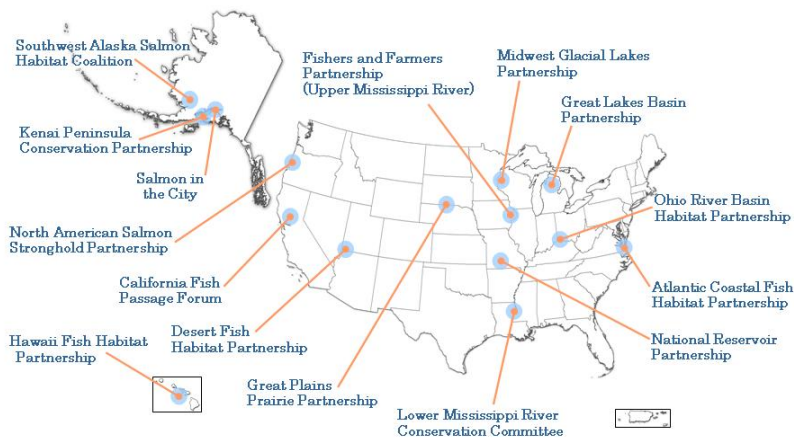 Southwest Alaska Salmon
Habitat Coalition
Kenai Peninsula
Conservation Partnership
Salmon in
the City
North American Salmon
Stronghold Partnership
California Fish
Passage Forum
Hawaii Fish Habitat
Partnership
Desert Fish
Habitat Partnership
Great Plains
Prairie Partnership
Lower Mississippi River
Conservation Committee
Fishers and Farmers
Partnership
(Upper Mississippi River)
Midwest Glacial Lakes
Partnership
Great Lakes Basin
Partnership
Ohio River Basin
Habitat Partnership
Atlantic Coastal Fish
Habitat Partnership
National Reservoir
Partnership